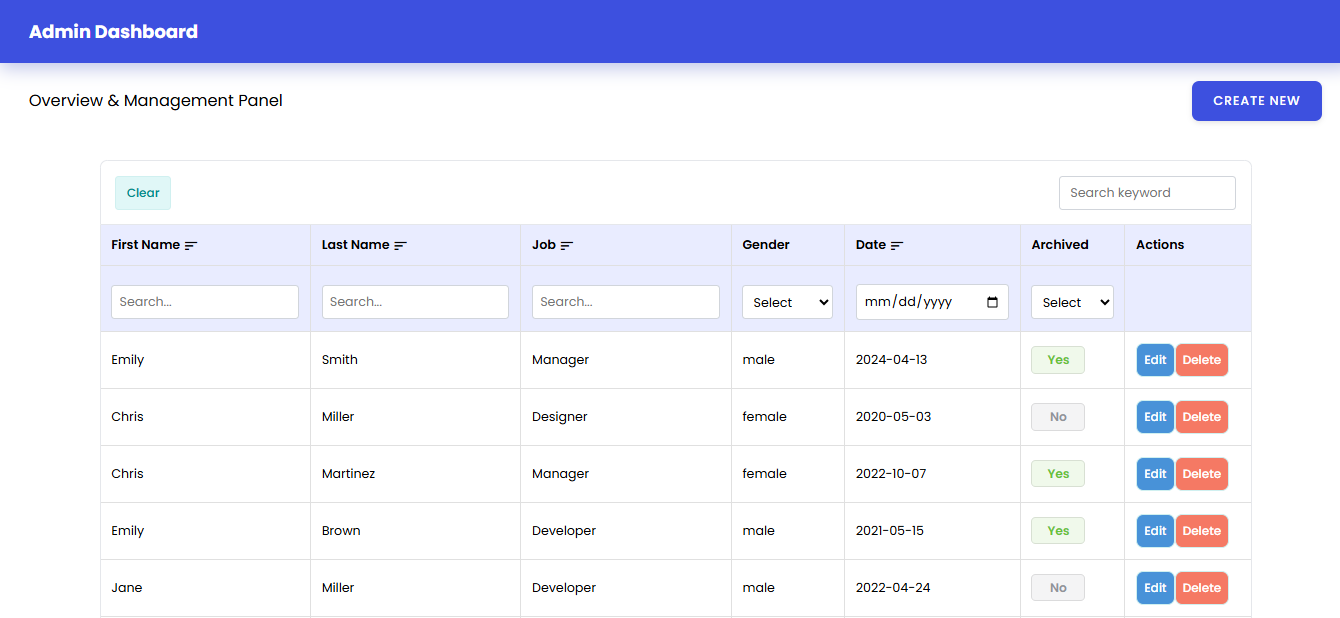 Admin Dashboard
Overview & Management Panel CREATE NEW
Clear Search keyword
First Name Last Name Job Gender Date Archived Actions
Search... Search... Search... Select mm/dd/yyyy Select
Emily Smith Manager male 2024-04-13 Yes Edit Delete
Chris Miller Designer female 2020-05-03 No Edit Delete
Chris Martinez Manager female 2022-10-07 Yes Edit Delete
Emily Brown Developer male 2021-05-15 Yes Edit Delete
Jane Miller Developer male 2022-04-24 No Edit Delete